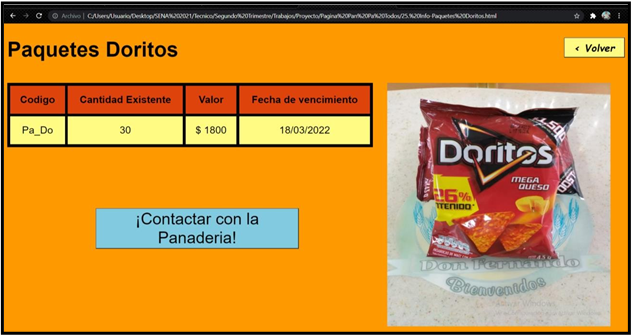 Archivo | C:/Users/Usuario/Desktop/SENA%202021/Tecnico/Segundo%20Trimestre/Trabajos/Proyecto/Pagina%20Pan%20Pa%20Todos/25.%20Info-Paquetes%20Doritos.html
Paquetes Doritos
< Volver
Codigo Cantidad Existente Valor Fecha de vencimiento
Pa_Do 30 $ 1800 18/03/2022
¡Contactar con la
Panaderia!
Doritos
MEGA
QUESO
26%
Don Fernando
Bienvenidos